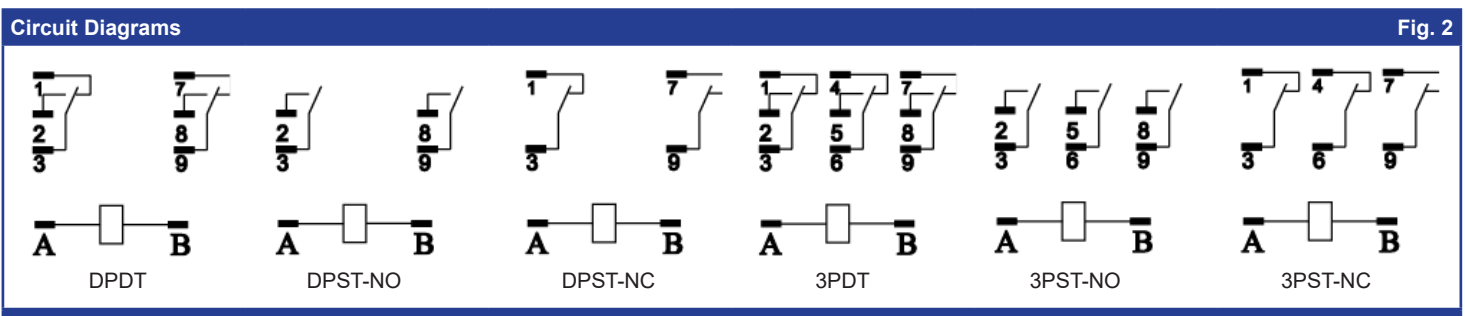 Circuit Diagrams Fig. 2
1 7 1 7 1 4 7 1 4 7
2 8 2 8 2 5 8 2 5 8
3 9 3 9 3 9 3 6 9 3 6 9 3 6 9
A B A B A B A B A B A B
DPDT DPST-NO DPST-NC 3PDT 3PST-NO 3PST-NC